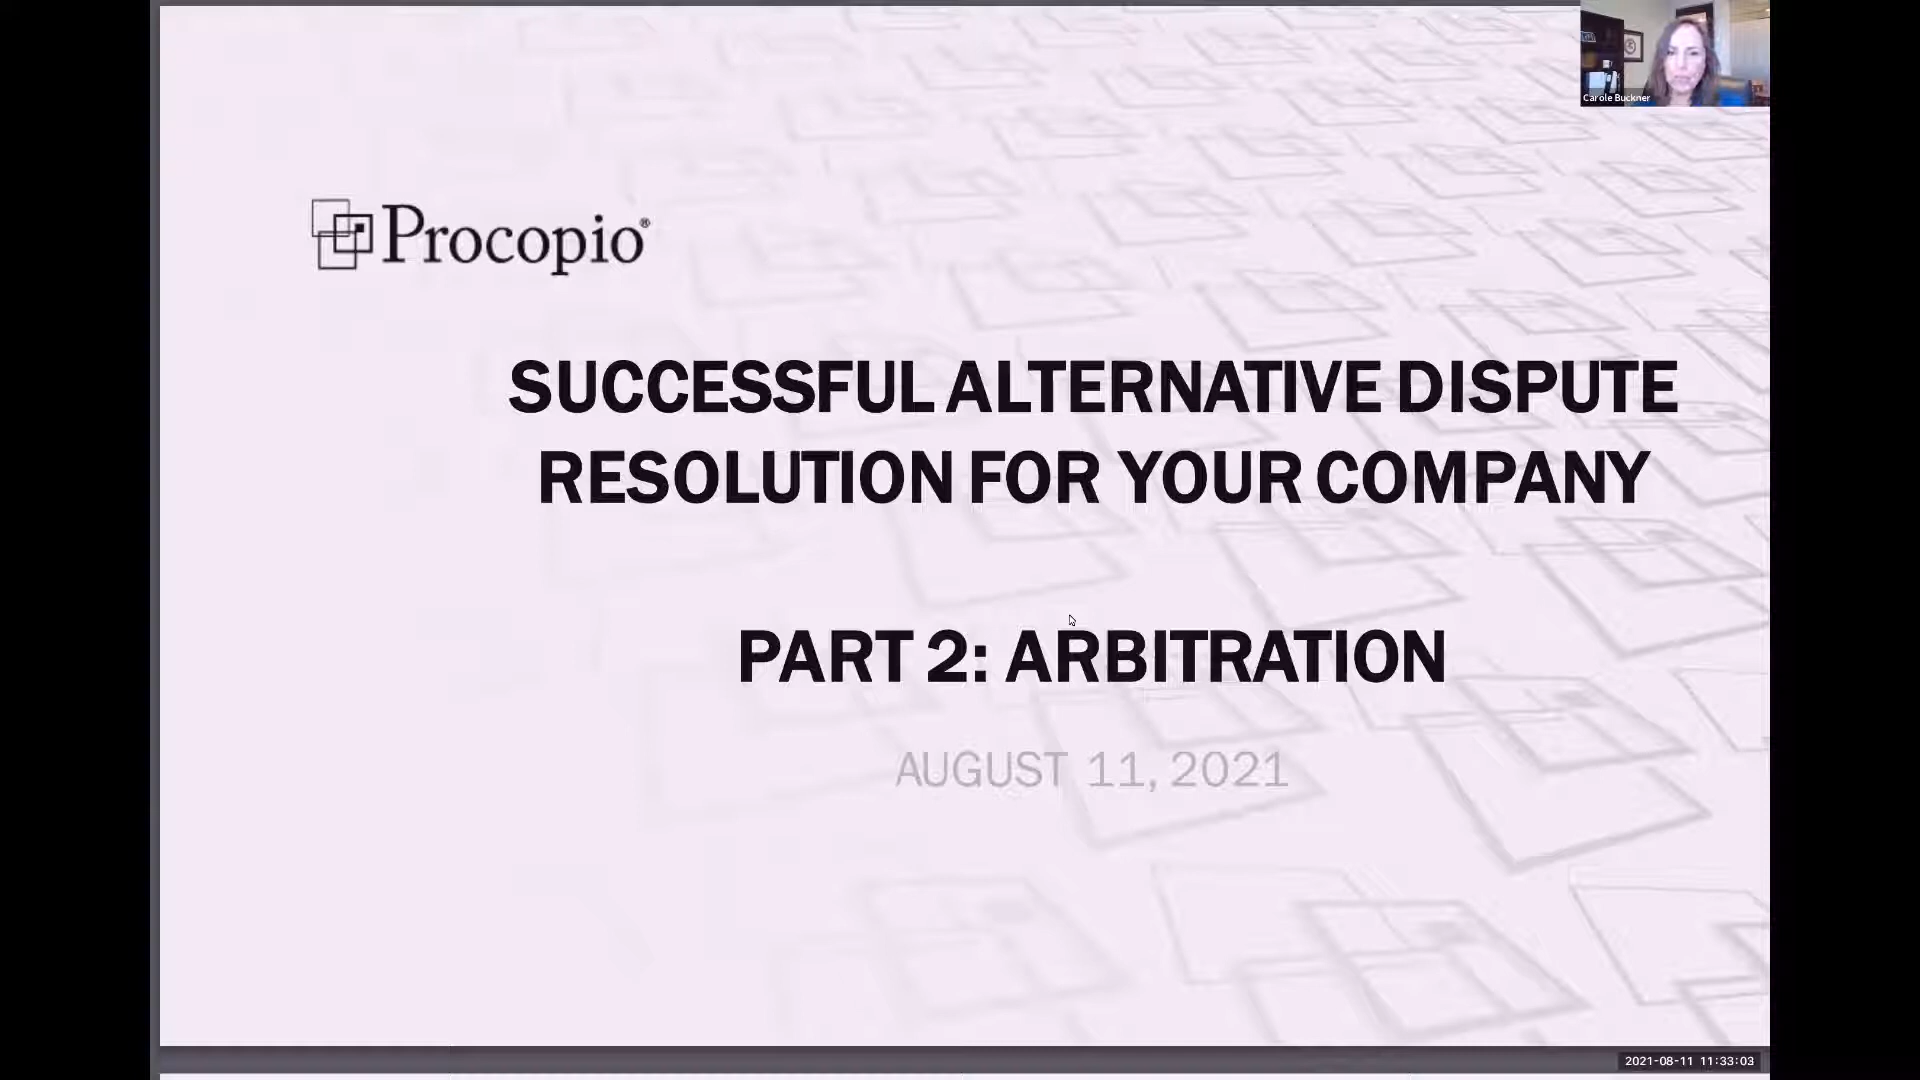 Carole Buckner
Procopio®
SUCCESSFUL ALTERNATIVE DISPUTE
RESOLUTION FOR YOUR COMPANY
PART 2: ARBITRATION
AUGUST 11, 2021
2021-08-11 11:33:03